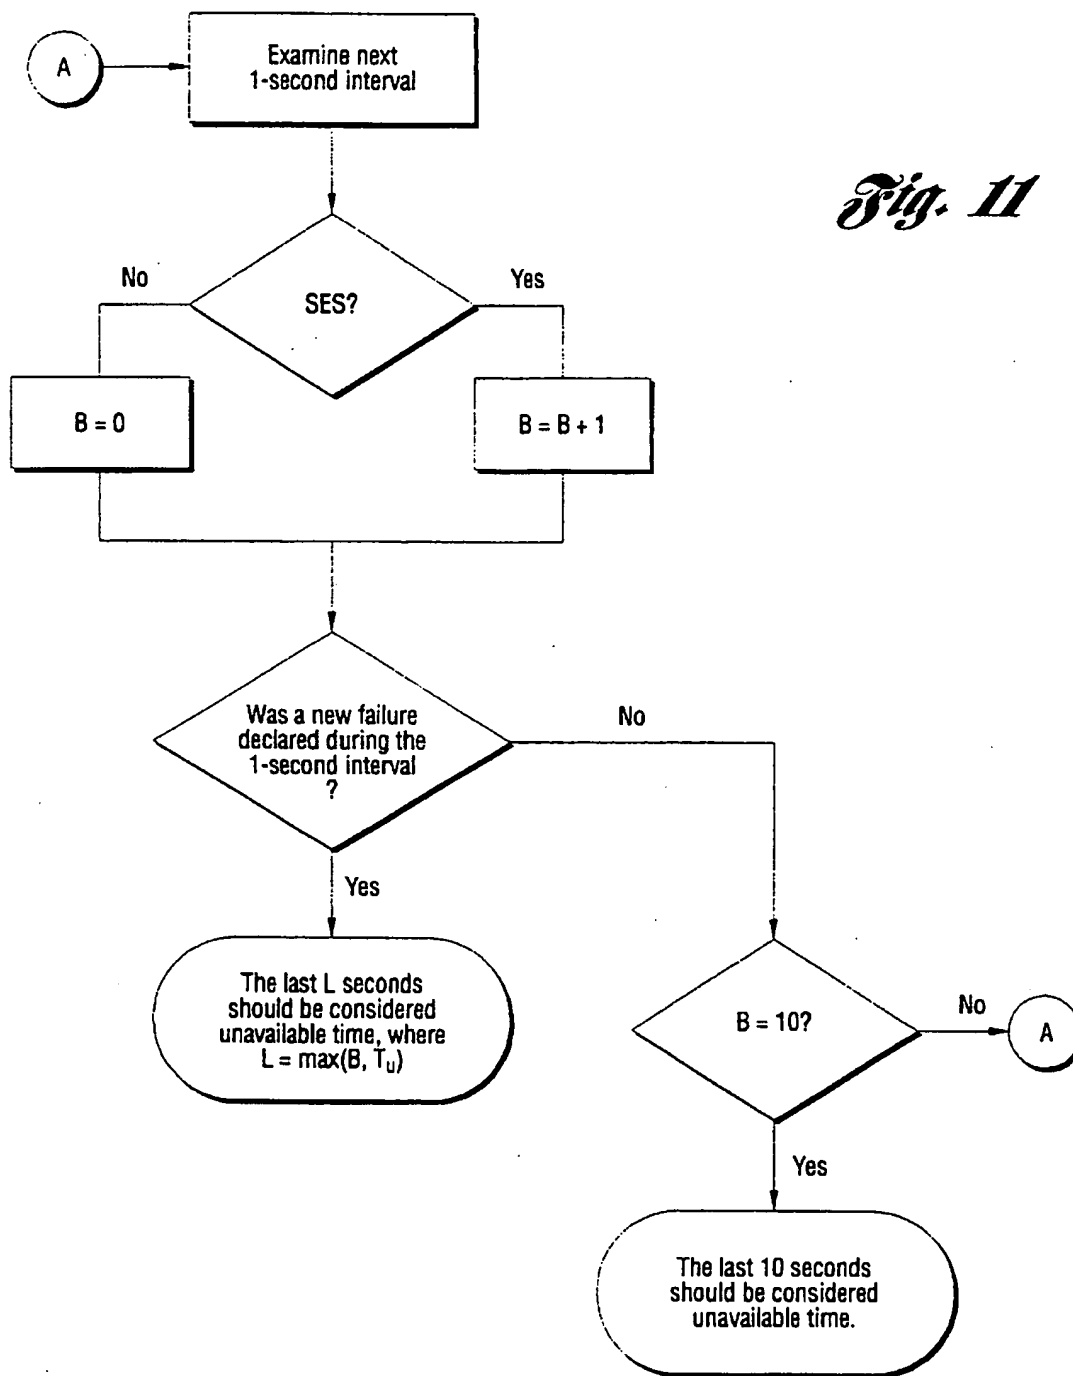 A
Examine next
1-second interval
Fig. 11
No
Yes
SES?
B = 0
B = B + 1
Was a new failure
declared during the
1-second interval
?
No
Yes
The last L seconds
should be considered
unavailable time, where
L = max(B, Tᵤ)
B = 10?
No
A
Yes
The last 10 seconds
should be considered
unavailable time.